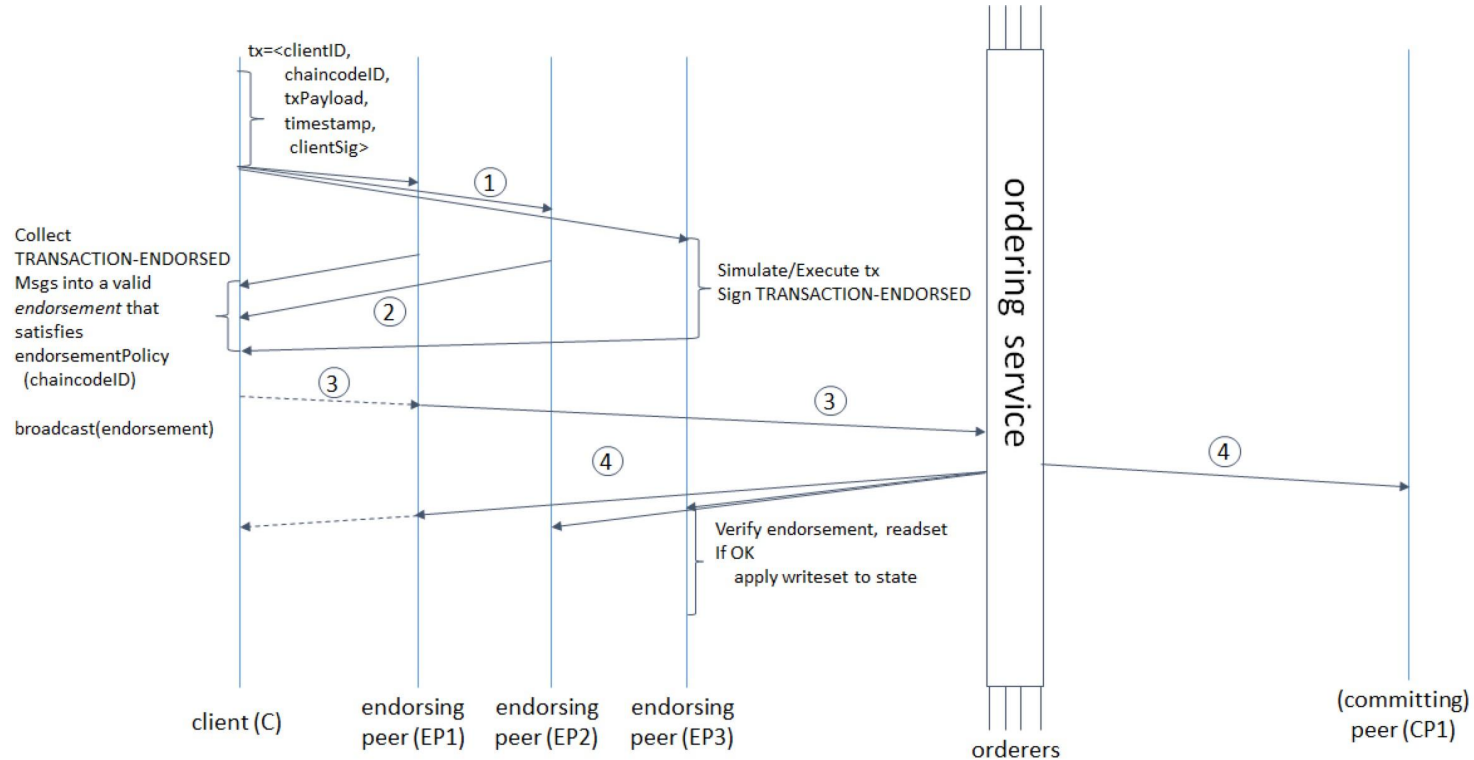 tx=<clientID,
chaincodeID,
txPayload,
timestamp,
clientSig>
1
Collect
TRANSACTION-ENDORSED
Msgs into a valid
endorsement that
satisfies
endorsementPolicy
(chaincodeID)
2
Simulate/Execute tx
Sign TRANSACTION-ENDORSED
3
3
broadcast(endorsement)
4
4
Verify endorsement, readset
If OK
apply writeset to state
ordering service
client (C)
endorsing
peer (EP1)
endorsing
peer (EP2)
endorsing
peer (EP3)
orderers
(committing)
peer (CP1)